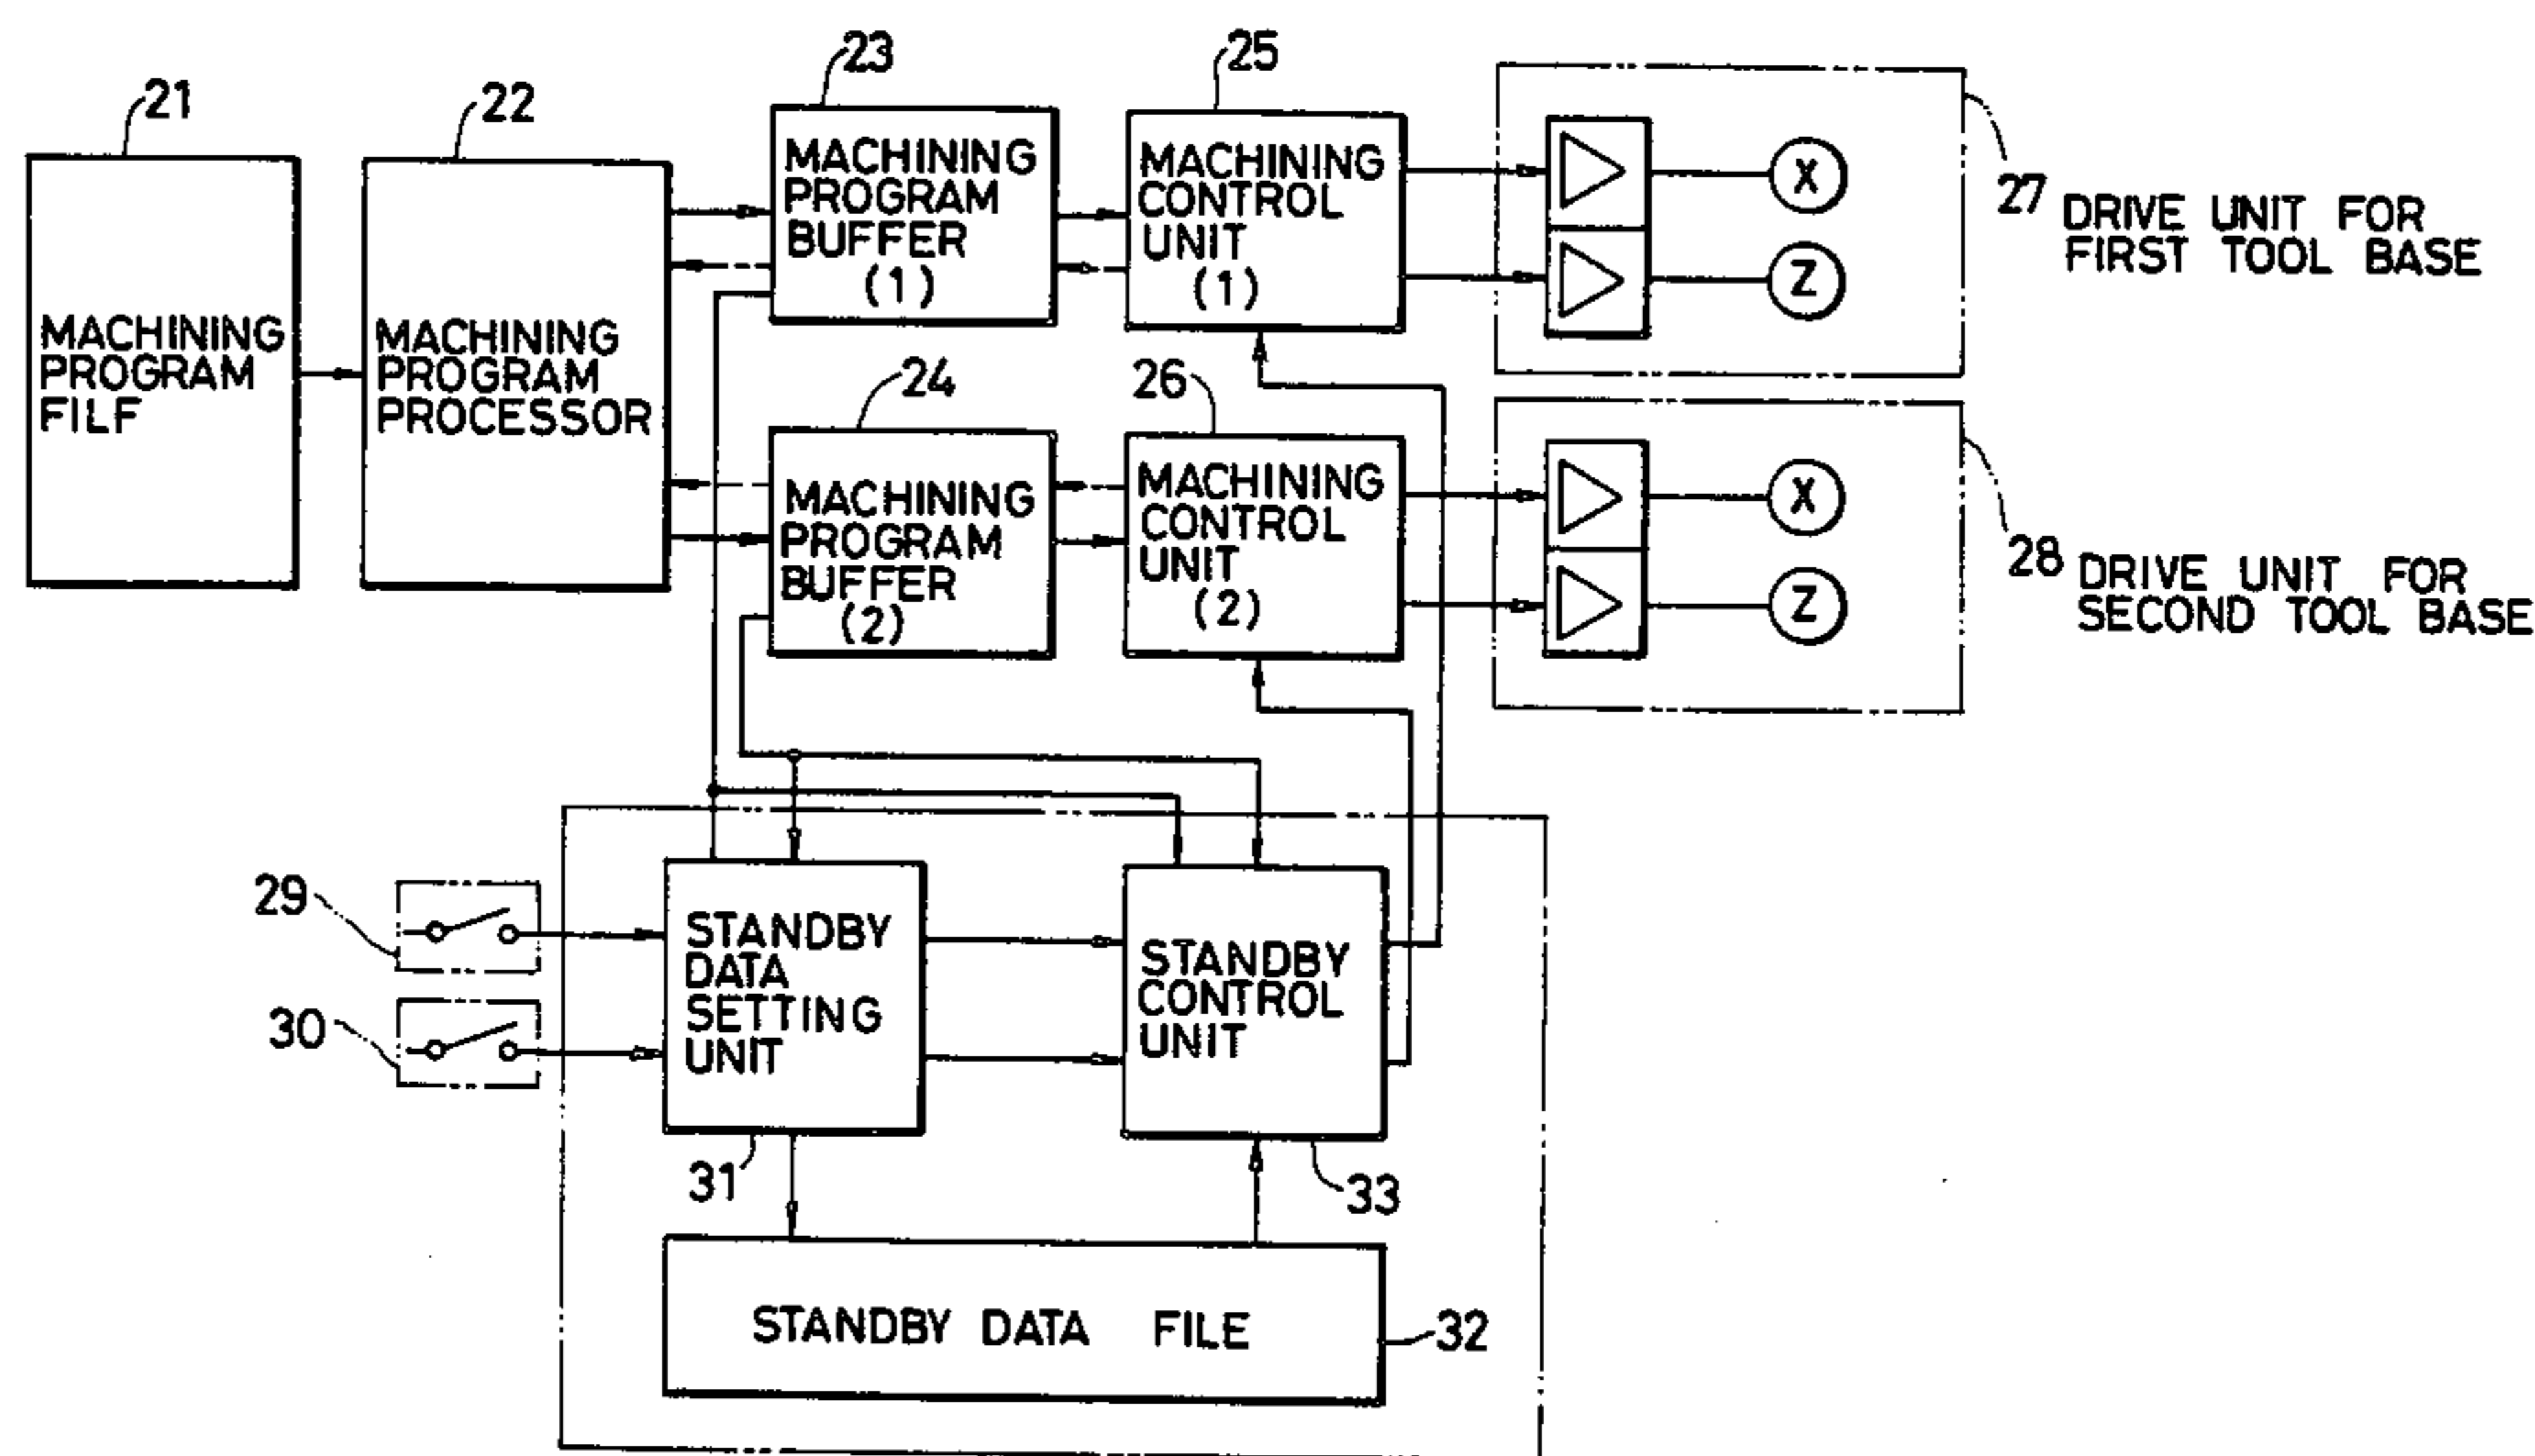 21
MACHINING
PROGRAM
FILF
22
MACHINING
PROGRAM
PROCESSOR
23
MACHINING
PROGRAM
BUFFER
(1)
25
MACHINING
CONTROL
UNIT
(1)
X
Z
27 DRIVE UNIT FOR
FIRST TOOL BASE
24
MACHINING
PROGRAM
BUFFER
(2)
26
MACHINING
CONTROL
UNIT
(2)
X
Z
28 DRIVE UNIT FOR
SECOND TOOL BASE
29
30
STANDBY
DATA
SETTING
UNIT
31
STANDBY
CONTROL
UNIT
33
STANDBY DATA FILE
32